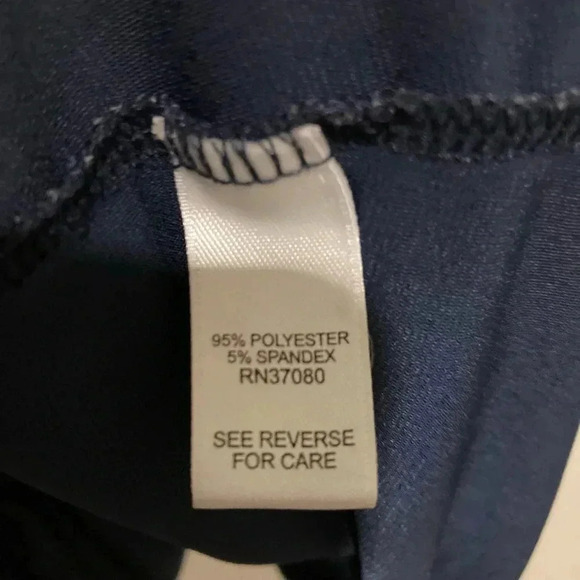 95% POLYESTER
5% SPANDEX
RN37080
SEE REVERSE
FOR CARE